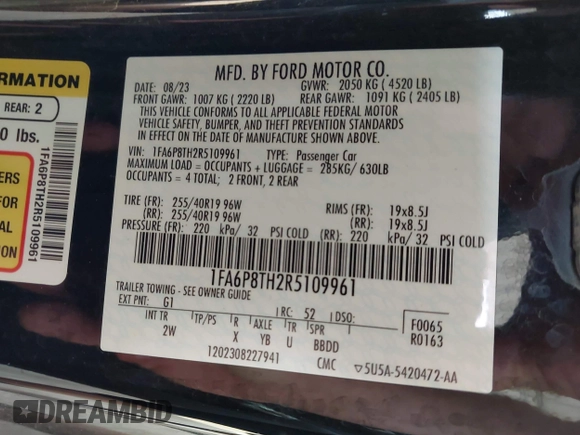 MFD. BY FORD MOTOR CO.
DATE: 08/23
GVWR: 2050 KG ( 4520 LB)
FRONT GAWR: 1007 KG ( 2220 LB)
REAR GAWR: 1091 KG ( 2405 LB)
THIS VEHICLE CONFORMS TO ALL APPLICABLE FEDERAL MOTOR
VEHICLE SAFETY, BUMPER, AND THEFT PREVENTION STANDARDS
IN EFFECT ON THE DATE OF MANUFACTURE SHOWN ABOVE.
VIN: 1FA6P8TH2R5109961 TYPE: Passenger Car
MAXIMUM LOAD = OCCUPANTS + LUGGAGE = 285KG/ 630LB
OCCUPANTS = 4 TOTAL; 2 FRONT, 2 REAR
TIRE (FR): 255/40R19 96W RIMS (FR): 19x8.5J
(RR): 255/40R19 96W (RR): 19x8.5J
PRESSURE (FR): 220 kPa/ 32 PSI COLD (RR): 220 kPa/ 32 PSI COLD
1FA6P8TH2R5109961
TRAILER TOWING - SEE OWNER GUIDE
EXT PNT: G1 RC: 52 DSO:
INT TR TP/PS R AXLE TR SPR
2W X YB U BBDD
F0065
R0163
1202308227941 CMC ▽5U5A-5420472-AA
ORMATION
REAR: 2
0 lbs.
ERS
FOR
1FA6P8TH2R5109961
DREAMBID